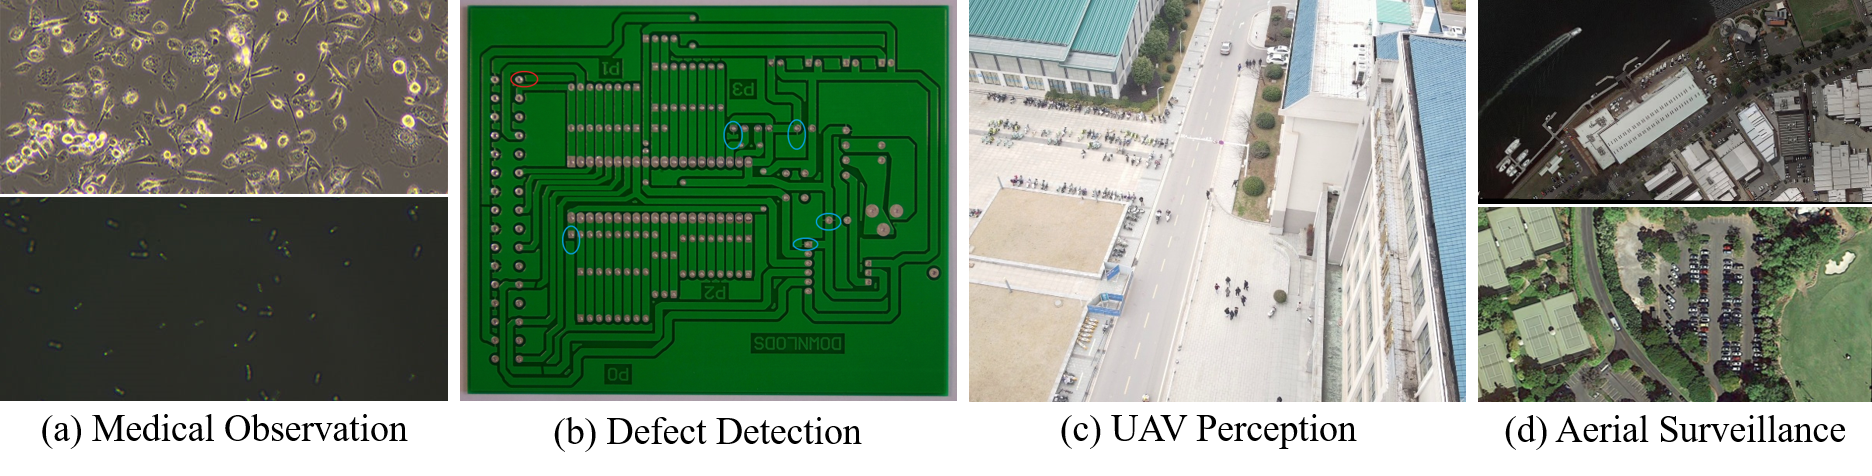 P1
P3
P2
DOWNLODS
P0
(a) Medical Observation
(b) Defect Detection
(c) UAV Perception
(d) Aerial Surveillance